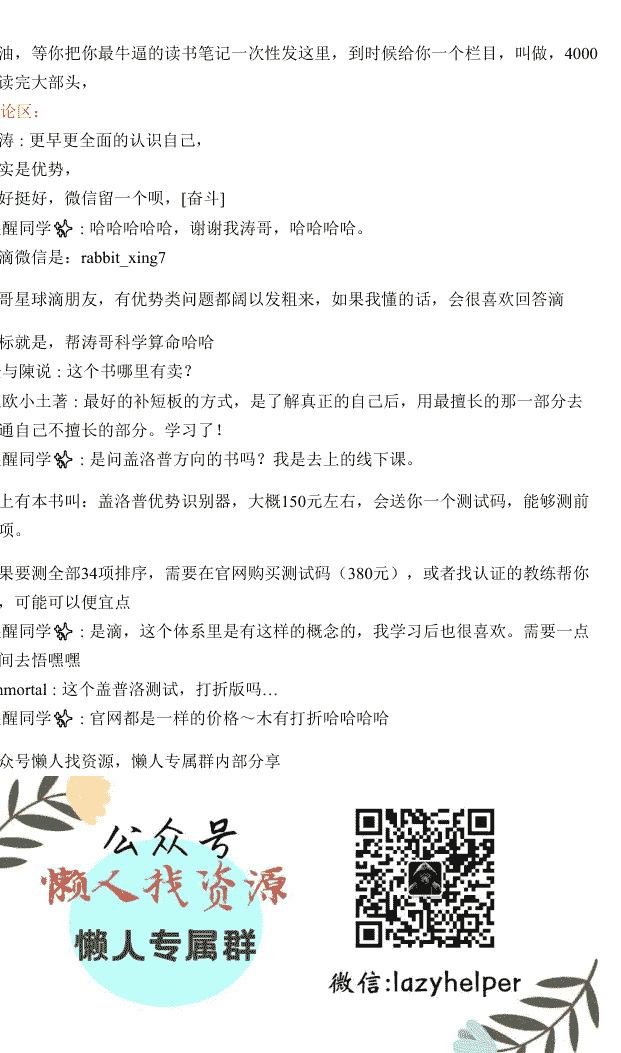 油，等你把你最牛逼的读书笔记一次性发这里，到时候给你一个栏目，叫做，4000
读完大部头，
论区：
涛：更早更全面的认识自己，
实是优势，
好挺好，微信留一个呗，[奋斗]
醒同学：哈哈哈哈哈，谢谢我涛哥，哈哈哈哈。
滴微信是：rabbit_xing7
哥星球滴朋友，有优势类问题都阔以发粗来，如果我懂的话，会很喜欢回答滴
标就是，帮涛哥科学算命哈哈
与陳说：这个书哪里有卖？
欧小土著：最好的补短板的方式，是了解真正的自己后，用最擅长的那一部分去
通自己不擅长的部分。学习了！
醒同学：是问盖洛普方向的书吗？我是去上的线下课。
上有本书叫：盖洛普优势识别器，大概150元左右，会送你一个测试码，能够测前
项。
果要测全部34项排序，需要在官网购买测试码（380元），或者找认证的教练帮你
，可能可以便宜点
醒同学：是滴，这个体系里是有这样的概念的，我学习后也很喜欢。需要一点
间去悟嘿嘿
mmortal：这个盖普洛测试，打折版吗…
醒同学：官网都是一样的价格～木有打折哈哈哈哈
众号懒人找资源，懒人专属群内部分享
公众号
懒人找资源
懒人专属群
微信:lazyhelper